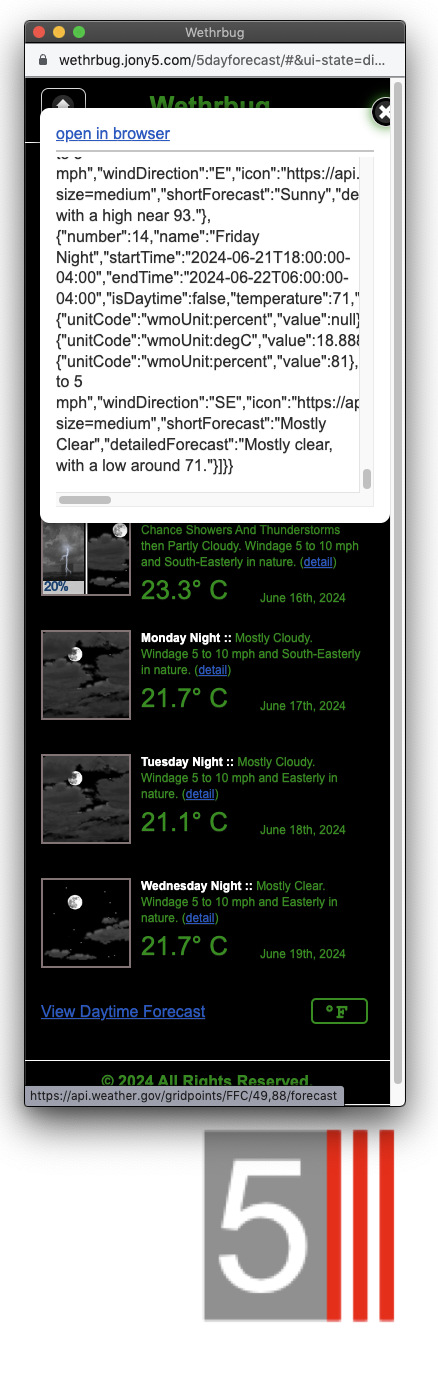 Wethrbug
wethrbug.jony5.com/5dayforecast/#&ui-state=di...
Wethrbug
open in browser
to 5
mph","windDirection":"E","icon":"https://api.
size=medium","shortForecast":"Sunny","de
with a high near 93."},
{"number":14,"name":"Friday
Night","startTime":"2024-06-21T18:00:00-
04:00","endTime":"2024-06-22T06:00:00-
04:00","isDaytime":false,"temperature":71,"
{"unitCode":"wmoUnit:percent","value":null}
{"unitCode":"wmoUnit:degC","value":18.888
{"unitCode":"wmoUnit:percent","value":81},
to 5
mph","windDirection":"SE","icon":"https://ap
size=medium","shortForecast":"Mostly
Clear","detailedForecast":"Mostly clear,
with a low around 71."}]}}
Chance Showers And Thunderstorms
then Partly Cloudy. Windage 5 to 10 mph
and South-Easterly in nature. (detail)
20%
23.3° C
June 16th, 2024
Monday Night :: Mostly Cloudy.
Windage 5 to 10 mph and South-Easterly
in nature. (detail)
21.7° C
June 17th, 2024
Tuesday Night :: Mostly Cloudy.
Windage 5 to 10 mph and Easterly in
nature. (detail)
21.1° C
June 18th, 2024
Wednesday Night :: Mostly Clear.
Windage 5 to 10 mph and Easterly in
nature. (detail)
21.7° C
June 19th, 2024
View Daytime Forecast
°F
© 2024 All Rights Reserved.
https://api.weather.gov/gridpoints/FFC/49,88/forecast
5